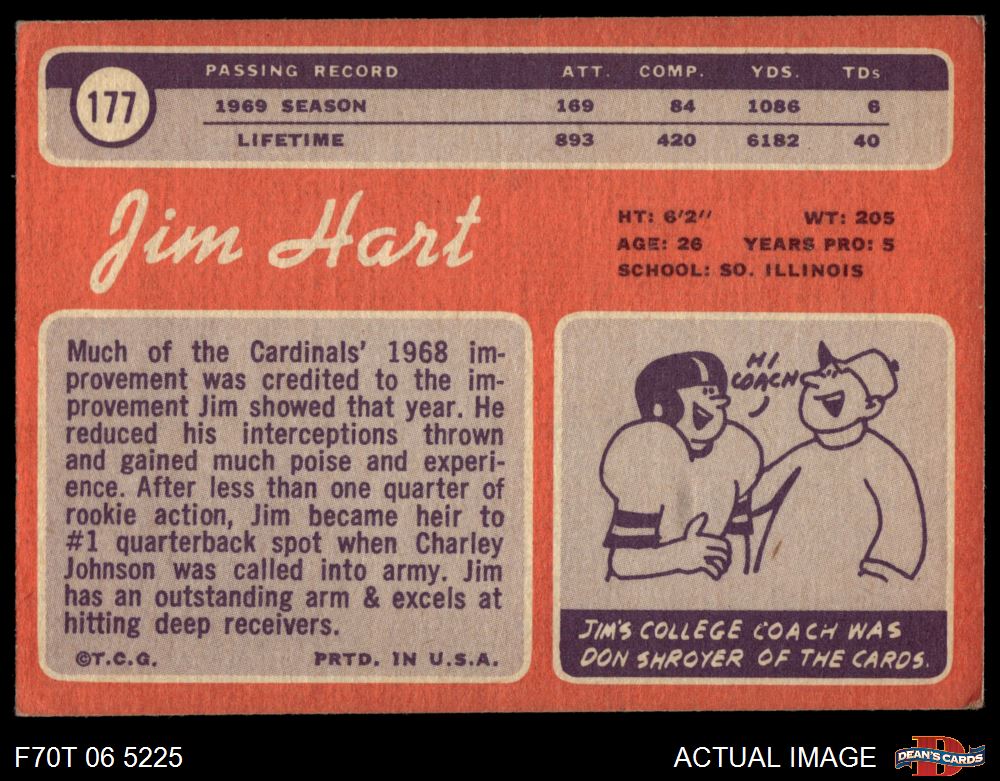 177
PASSING RECORD ATT. COMP. YDS. TDs
1969 SEASON 169 84 1086 6
LIFETIME 893 420 6182 40
Jim Hart
HT: 6'2" WT: 205
AGE: 26 YEARS PRO: 5
SCHOOL: SO. ILLINOIS
Much of the Cardinals' 1968 im-
provement was credited to the im-
provement Jim showed that year. He
reduced his interceptions thrown
and gained much poise and experi-
ence. After less than one quarter of
rookie action, Jim became heir to
#1 quarterback spot when Charley
Johnson was called into army. Jim
has an outstanding arm & excels at
hitting deep receivers.
©T.C.G. PRTD. IN U.S.A.
HI
COACH
JIM'S COLLEGE COACH WAS
DON SHROYER OF THE CARDS.
F70T 06 5225
ACTUAL IMAGE
D
DEAN'S CARDS